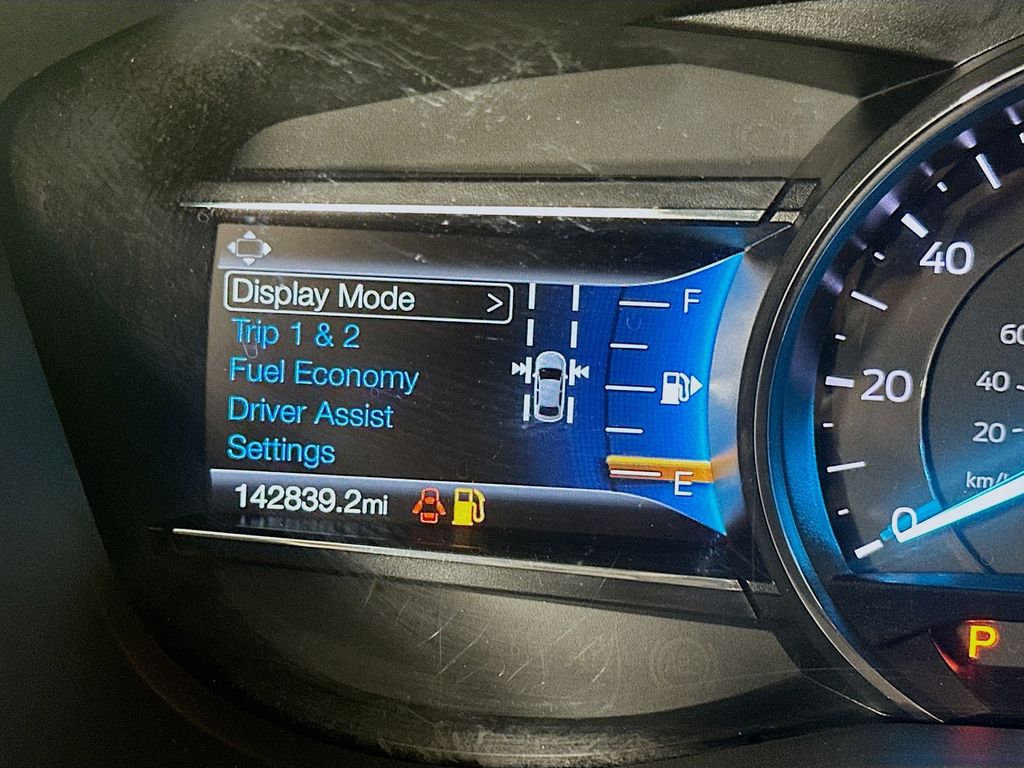 Display Mode >
Trip 1 & 2
Fuel Economy
Driver Assist
Settings
142839.2mi
F
E
40
20
0
60
40
20
km/
P